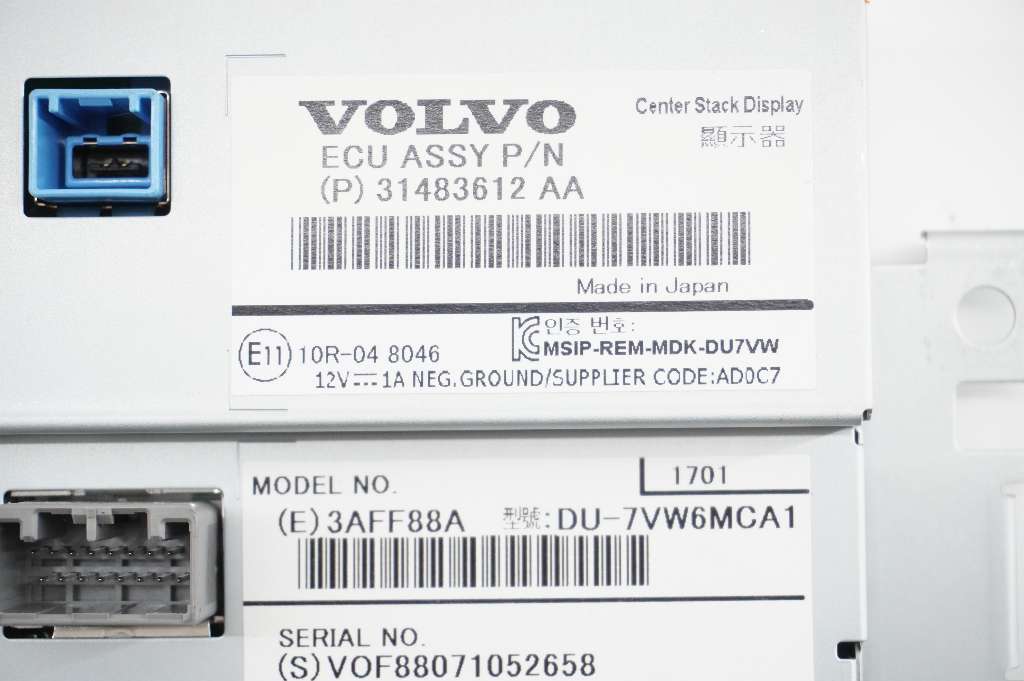 VOLVO
Center Stack Display
顯示器
ECU ASSY P/N
(P) 31483612 AA
Made in Japan
E11 10R-04 8046
인증 번호:
MSIP-REM-MDK-DU7VW
12V⎓ 1A NEG.GROUND/SUPPLIER CODE:AD0C7
MODEL NO.
1701
(E)3AFF88A 型號:DU-7VW6MCA1
SERIAL NO.
(S)VOF88071052658